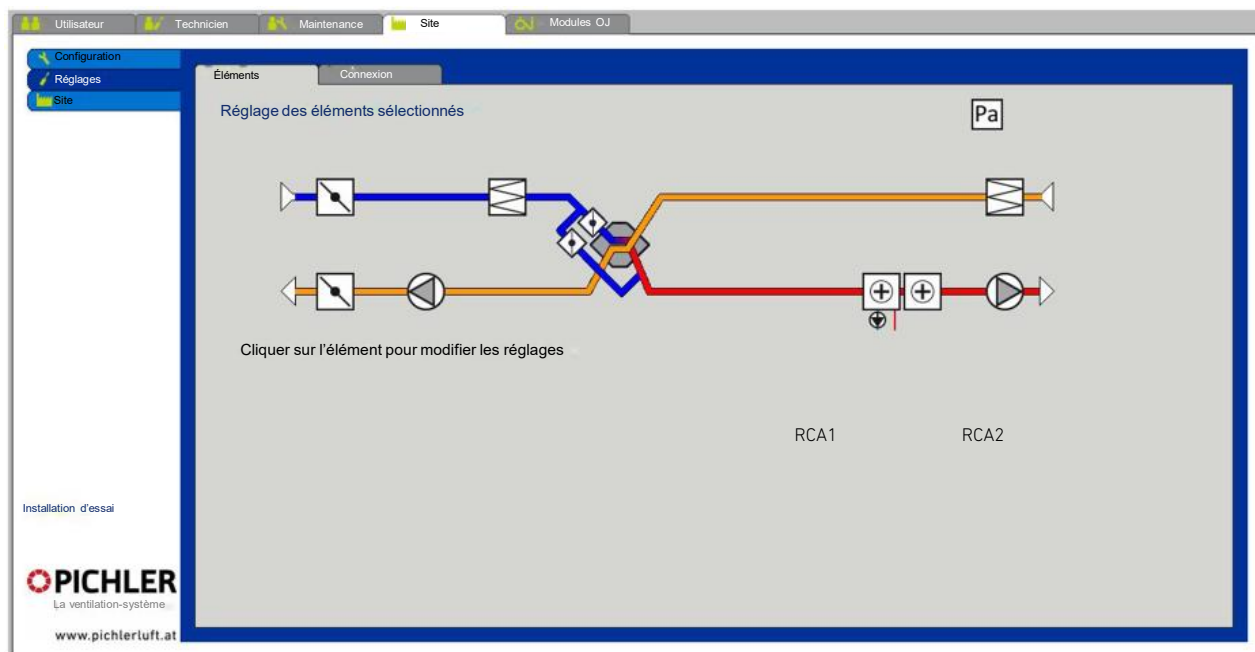 Utilisateur Technicien Maintenance Site Modules OJ
Configuration
Réglages
Site
Éléments Connexion
Réglage des éléments sélectionnés
Pa
Cliquer sur l'élément pour modifier les réglages
RCA1 RCA2
Installation d'essai
PICHLER
La ventilation-système
www.pichlerluft.at